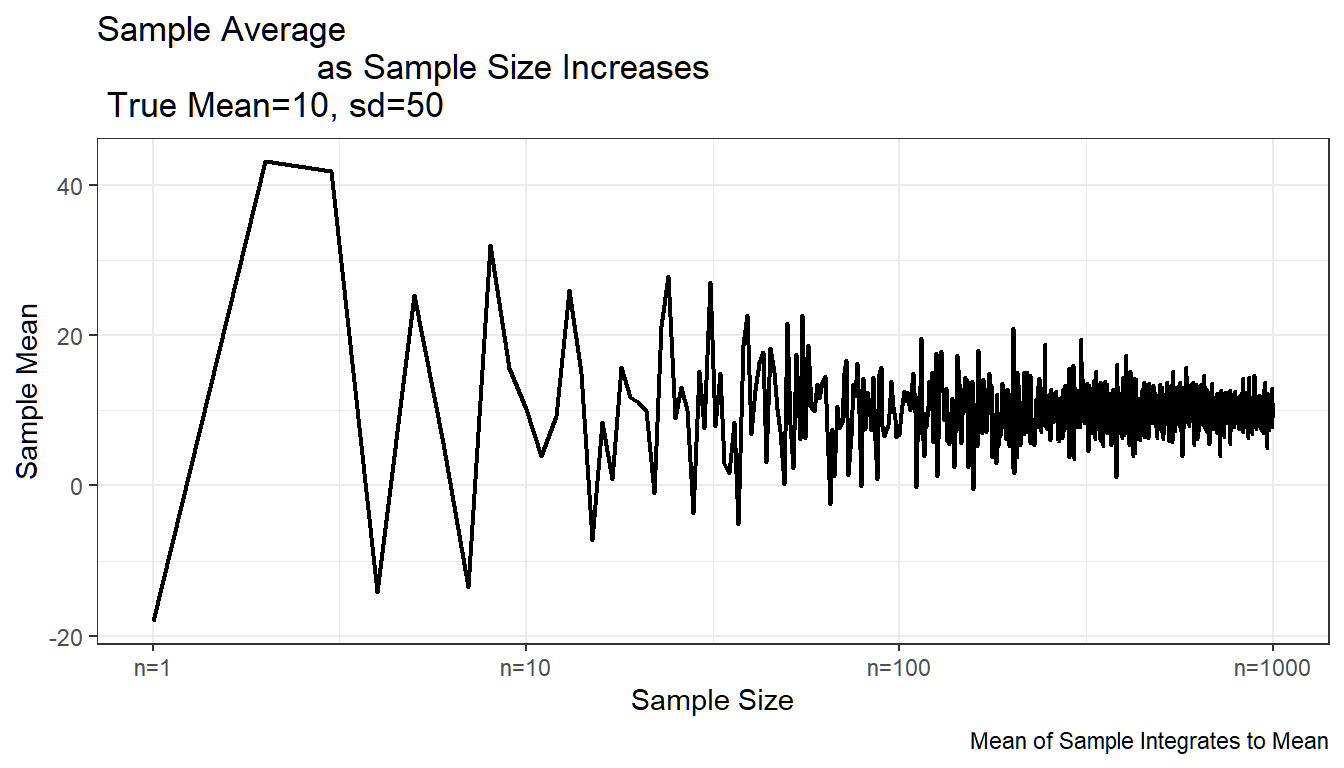 Sample Average
as Sample Size Increases
True Mean=10, sd=50
Sample Mean
40
20
0
-20
n=1
n=10
n=100
n=1000
Sample Size
Mean of Sample Integrates to Mean